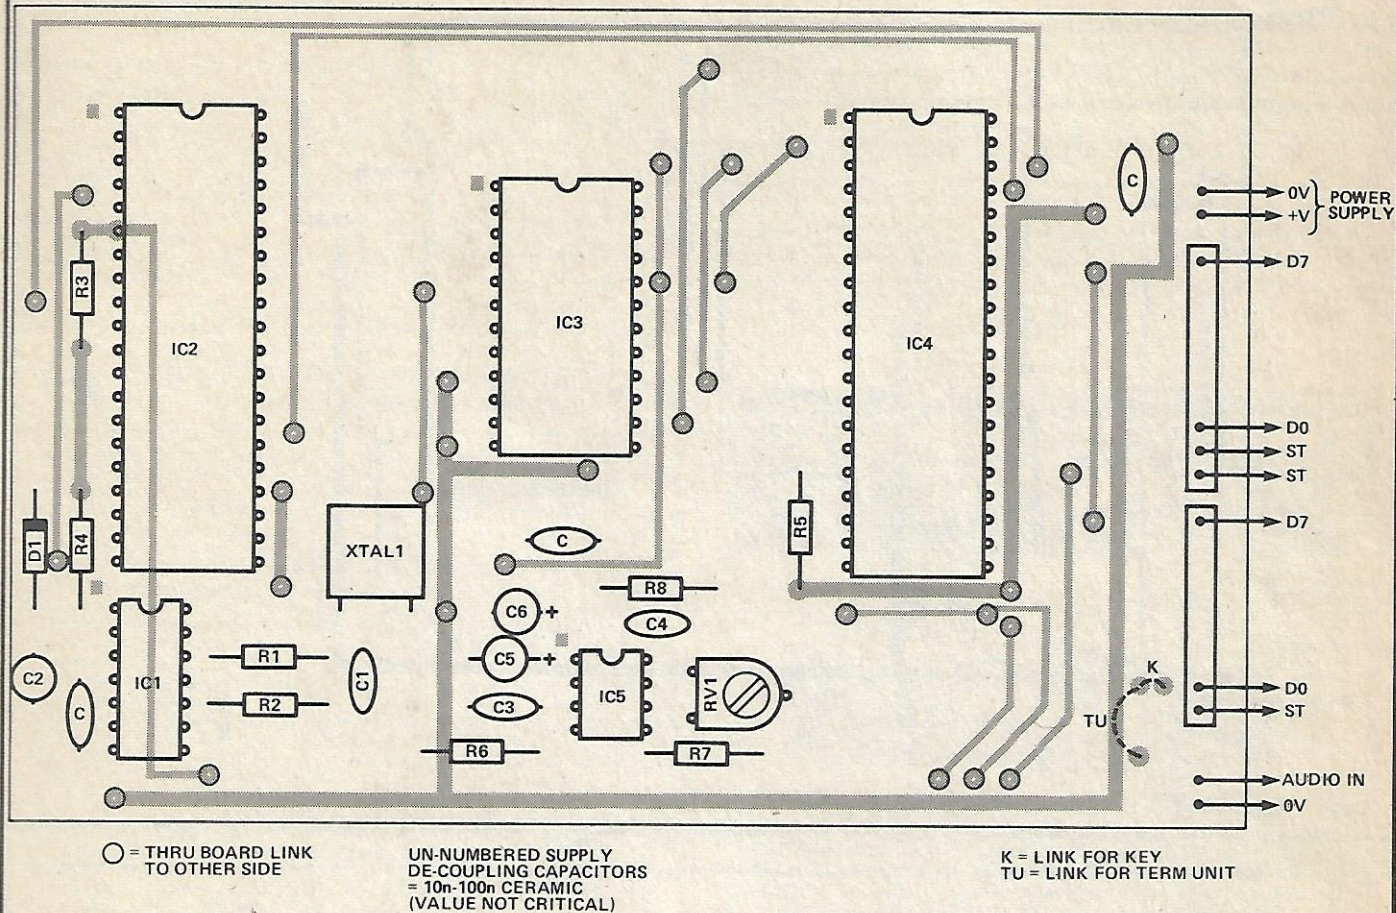 C
0V
+V
POWER
SUPPLY
D7
R3
IC2
IC3
IC4
D0
ST
ST
D1
R4
XTAL1
C
R5
D7
R8
C6 +
C4
C5 +
C2
C
IC1
R1
R2
C1
C3
IC5
RV1
K
TU
D0
ST
R6
R7
AUDIO IN
0V
= THRU BOARD LINK
TO OTHER SIDE
UN-NUMBERED SUPPLY
DE-COUPLING CAPACITORS
= 10n-100n CERAMIC
(VALUE NOT CRITICAL)
K = LINK FOR KEY
TU = LINK FOR TERM UNIT